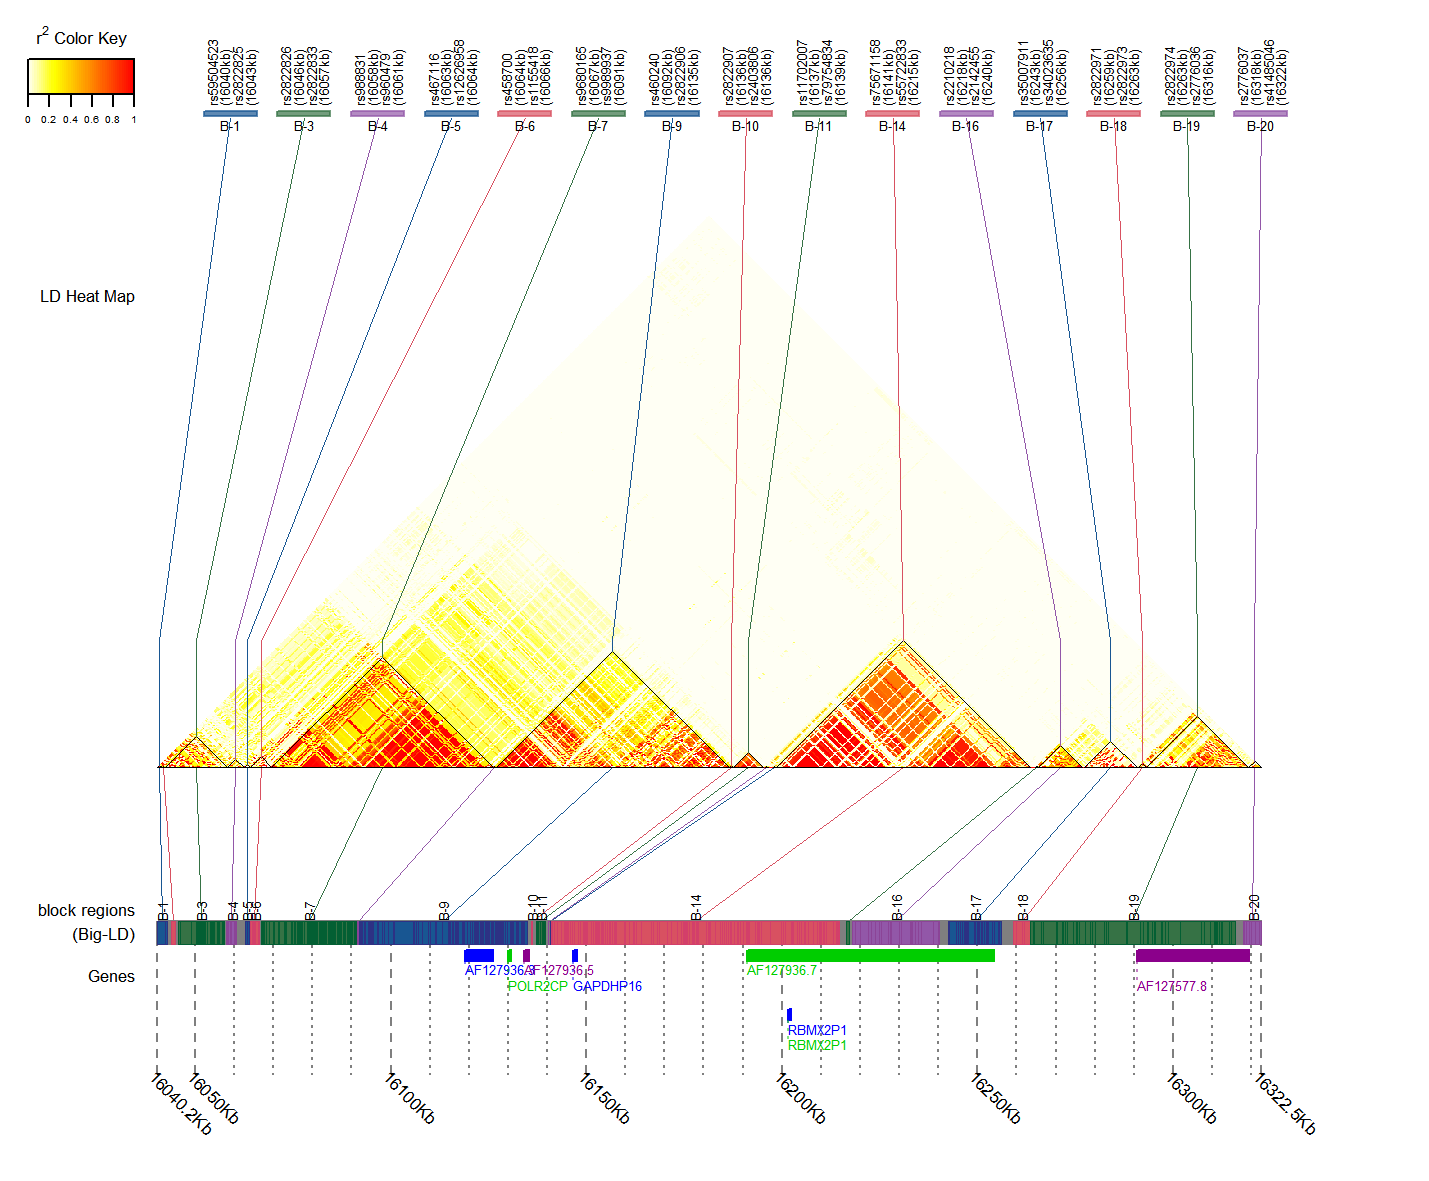 r2 Color Key
0 0.2 0.4 0.6 0.8 1
rs59504523
(16040kb)
rs2822825
(16043kb)
B-1
rs2822826
(16046kb)
rs2822833
(16057kb)
B-3
rs988831
(16058kb)
rs960479
(16061kb)
B-4
rs467116
(16063kb)
rs12626958
(16064kb)
B-5
rs458700
(16064kb)
rs1155418
(16066kb)
B-6
rs9680165
(16067kb)
rs9989937
(16091kb)
B-7
rs460240
(16092kb)
rs2822906
(16135kb)
B-9
rs2822907
(16136kb)
rs2403806
(16136kb)
B-10
rs11702007
(16137kb)
rs79754834
(16139kb)
B-11
rs75671158
(16141kb)
rs55722833
(16215kb)
B-14
rs2210218
(16218kb)
rs2142455
(16240kb)
B-16
rs35007911
(16243kb)
rs34023635
(16256kb)
B-17
rs2822971
(16259kb)
rs2822973
(16263kb)
B-18
rs2822974
(16263kb)
rs2776036
(16316kb)
B-19
rs2776037
(16318kb)
rs41485046
(16322kb)
B-20
LD Heat Map
block regions
(Big-LD)
B-1 B-3 B-4 B-5 B-6 B-7 B-9 B-10 B-11 B-14 B-16 B-17 B-18 B-19 B-20
Genes
AF127936.5 AF127936.7
POLR2CP GAPDHP16 AF127577.8
RBMX2P1
RBMX2P1
16040.2Kb 16050Kb 16100Kb 16150Kb 16200Kb 16250Kb 16300Kb 16322.5Kb